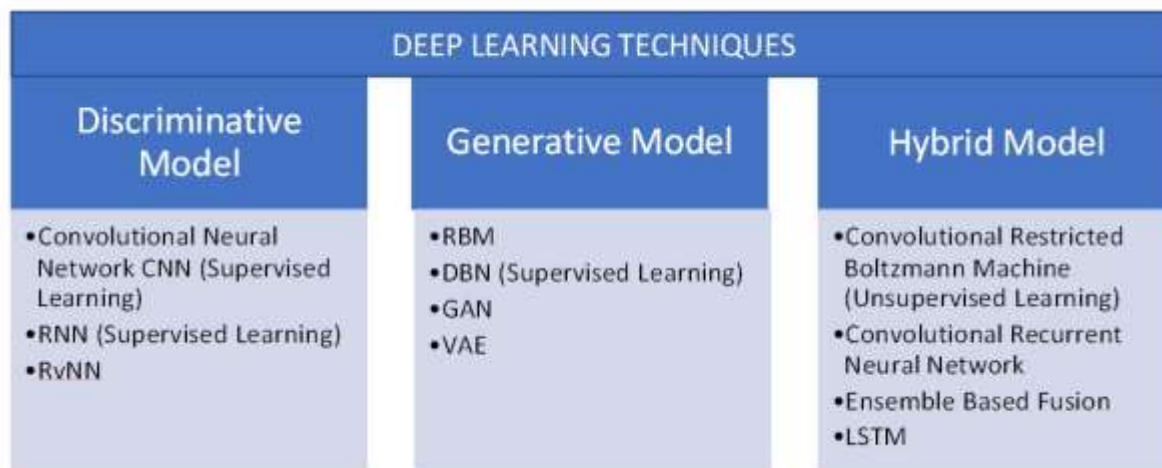 DEEP LEARNING TECHNIQUES
Discriminative
Model
•Convolutional Neural
Network CNN (Supervised
Learning)
•RNN (Supervised Learning)
•RvNN
Generative Model
•RBM
•DBN (Supervised Learning)
•GAN
•VAE
Hybrid Model
•Convolutional Restricted
Boltzmann Machine
(Unsupervised Learning)
•Convolutional Recurrent
Neural Network
•Ensemble Based Fusion
•LSTM